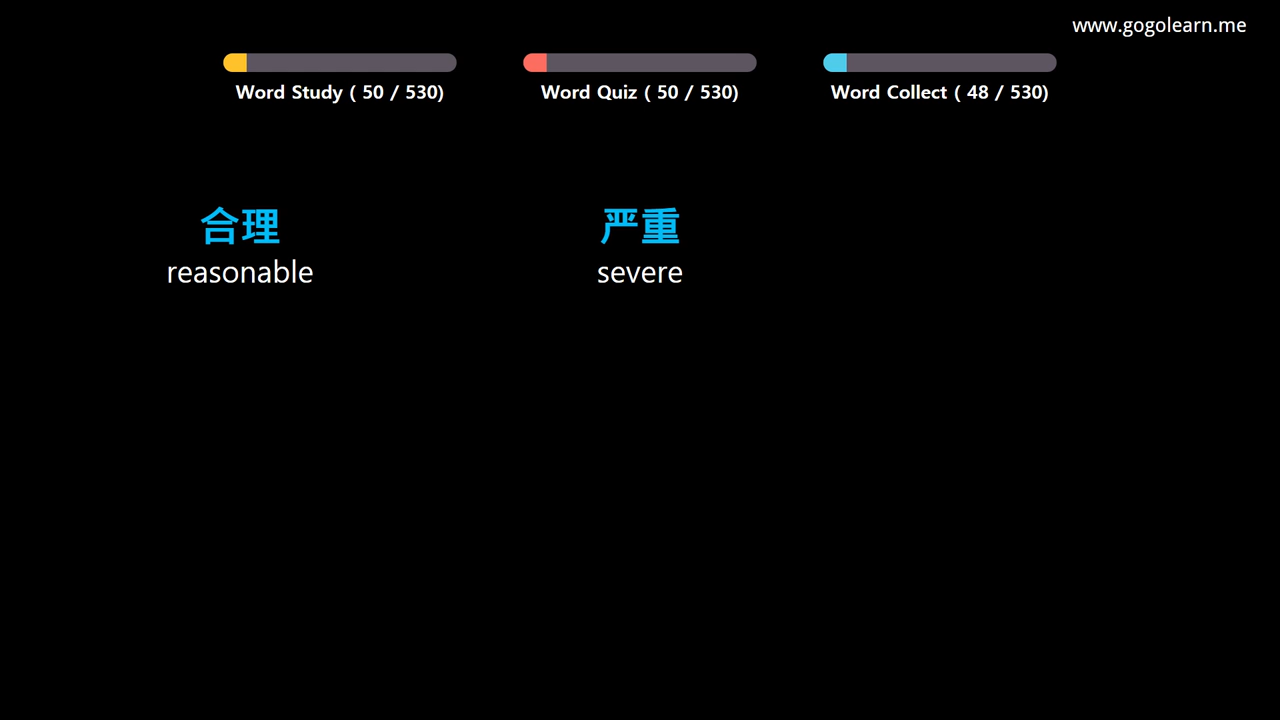 www.gogolearn.me
Word Study ( 50 / 530)
Word Quiz ( 50 / 530)
Word Collect ( 48 / 530)
合理
reasonable
严重
severe